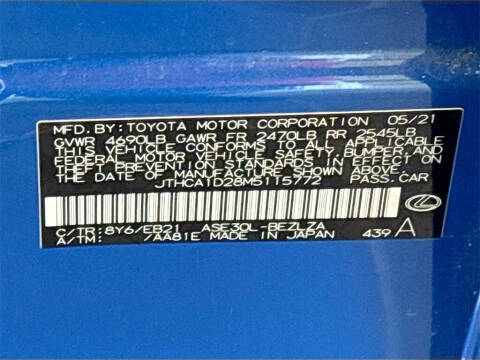 MFD. BY: TOYOTA MOTOR CORPORATION 05/21
GVWR 4690LB GAWR FR 2470LB RR 2545LB
THIS VEHICLE CONFORMS TO ALL APPLICABLE
FEDERAL MOTOR VEHICLE SAFETY, BUMPER, AND
THEFT PREVENTION STANDARDS IN EFFECT ON
THE DATE OF MANUFACTURE SHOWN ABOVE.
JTHCA1D28M5115772 PASS. CAR
C/TR: 8Y6/EB21 ASE30L-BEZLZA
A/TM: /AA81E MADE IN JAPAN 439 A